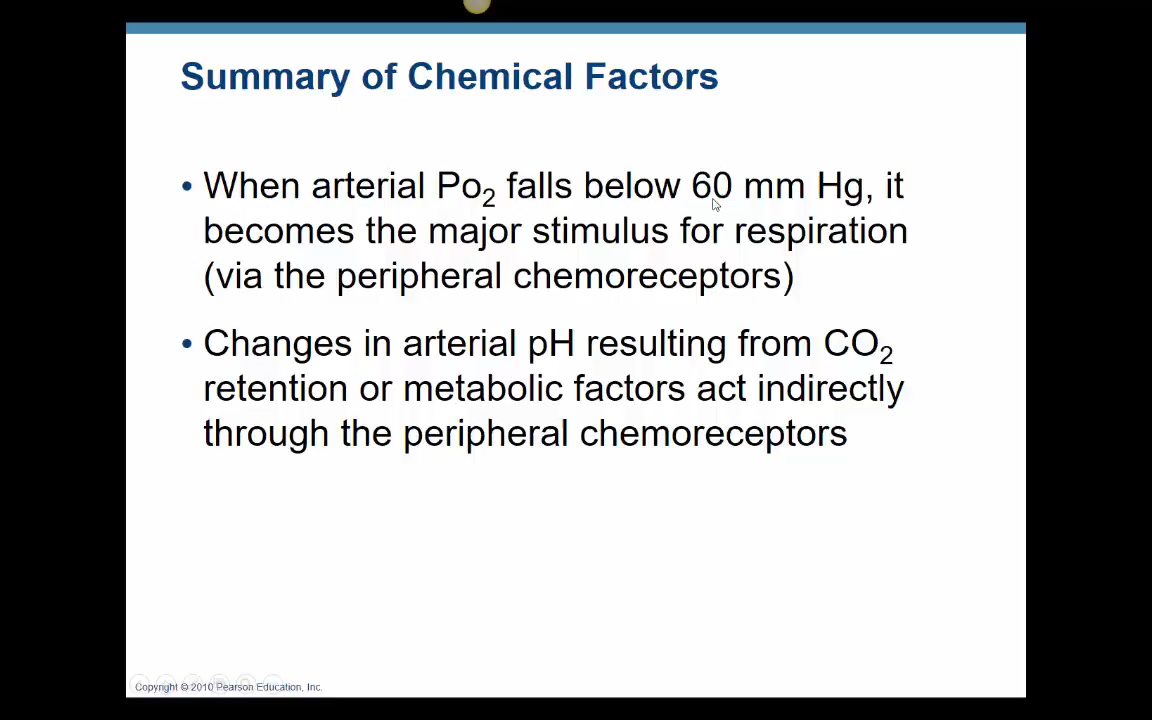 Summary of Chemical Factors
• When arterial Po₂ falls below 60 mm Hg, it
becomes the major stimulus for respiration
(via the peripheral chemoreceptors)
• Changes in arterial pH resulting from CO₂
retention or metabolic factors act indirectly
through the peripheral chemoreceptors
Copyright © 2010 Pearson Education, Inc.